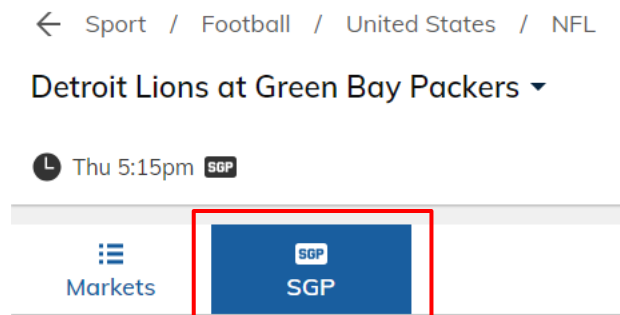 Sport / Football / United States / NFL
Detroit Lions at Green Bay Packers
Thu 5:15pm SGP
SGP
Markets SGP